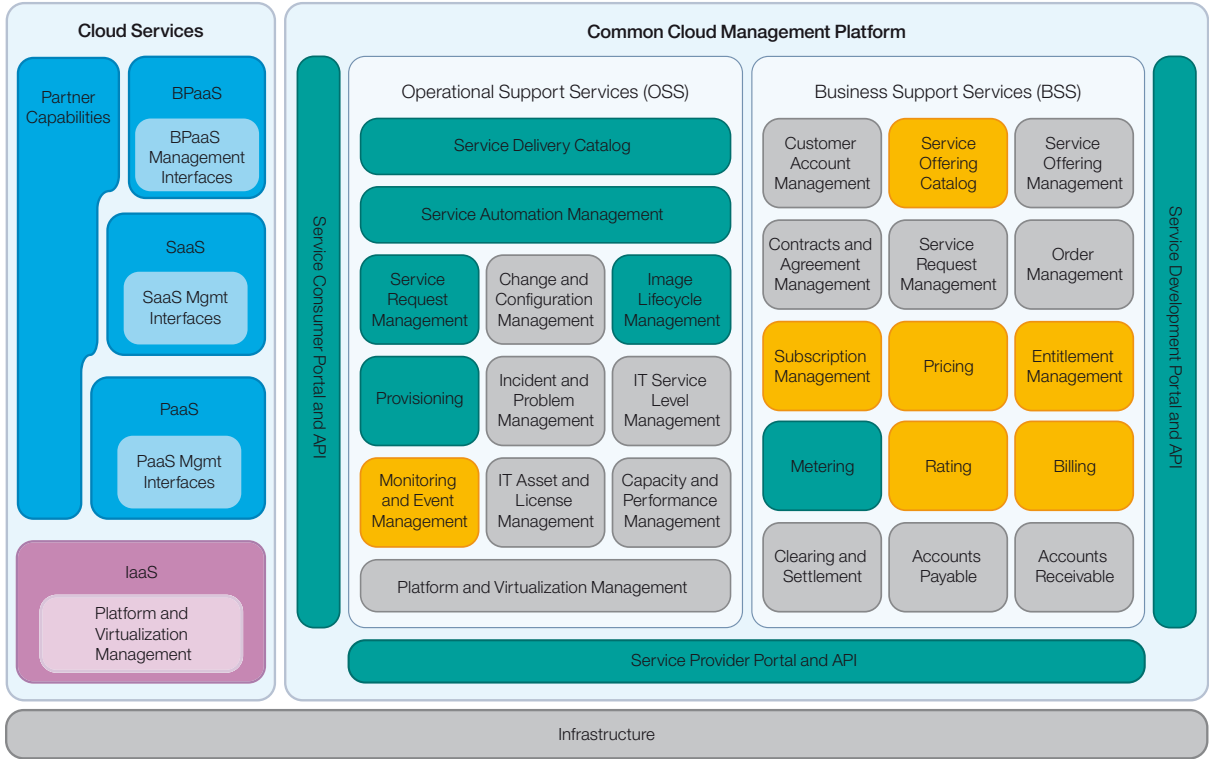 Cloud Services
Partner
Capabilities
BPaaS
BPaaS
Management
Interfaces
SaaS
SaaS Mgmt
Interfaces
PaaS
PaaS Mgmt
Interfaces
IaaS
Platform and
Virtualization
Management
Common Cloud Management Platform
Service Consumer Portal and API
Operational Support Services (OSS)
Service Delivery Catalog
Service Automation Management
Service
Request
Management
Change and
Configuration
Management
Image
Lifecycle
Management
Provisioning
Incident and
Problem
Management
IT Service
Level
Management
Monitoring
and Event
Management
IT Asset and
License
Management
Capacity and
Performance
Management
Platform and Virtualization Management
Business Support Services (BSS)
Customer
Account
Management
Service
Offering
Catalog
Service
Offering
Management
Contracts and
Agreement
Management
Service
Request
Management
Order
Management
Subscription
Management
Pricing
Entitlement
Management
Metering
Rating
Billing
Clearing and
Settlement
Accounts
Payable
Accounts
Receivable
Service Development Portal and API
Service Provider Portal and API
Infrastructure